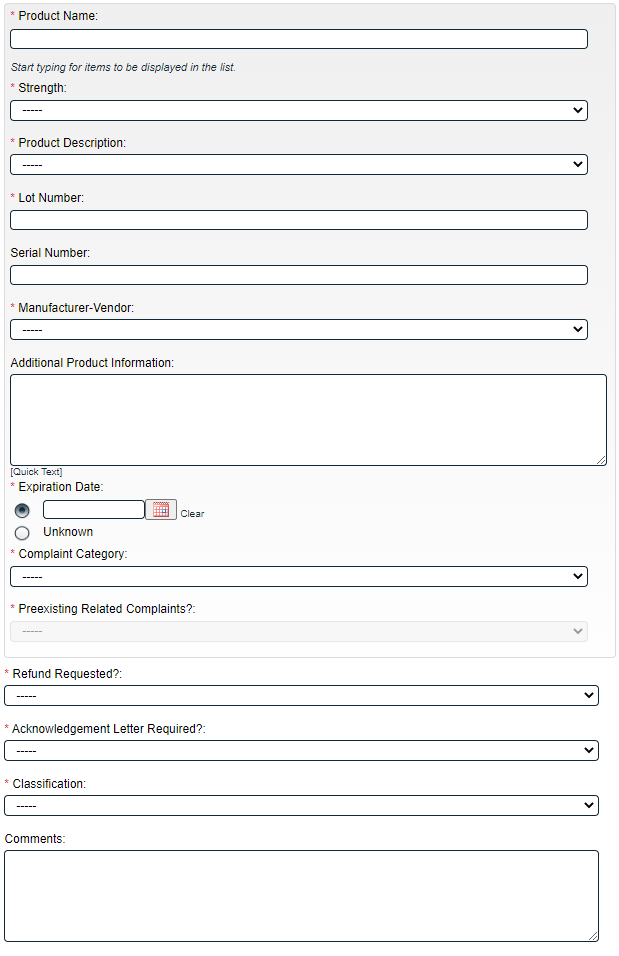 * Product Name:
Start typing for items to be displayed in the list.
* Strength:
-----
* Product Description:
-----
* Lot Number:
Serial Number:
* Manufacturer-Vendor:
-----
Additional Product Information:
[Quick Text]
* Expiration Date:
Clear
Unknown
* Complaint Category:
-----
* Preexisting Related Complaints?:
-----
* Refund Requested?:
-----
* Acknowledgement Letter Required?:
-----
* Classification:
-----
Comments: